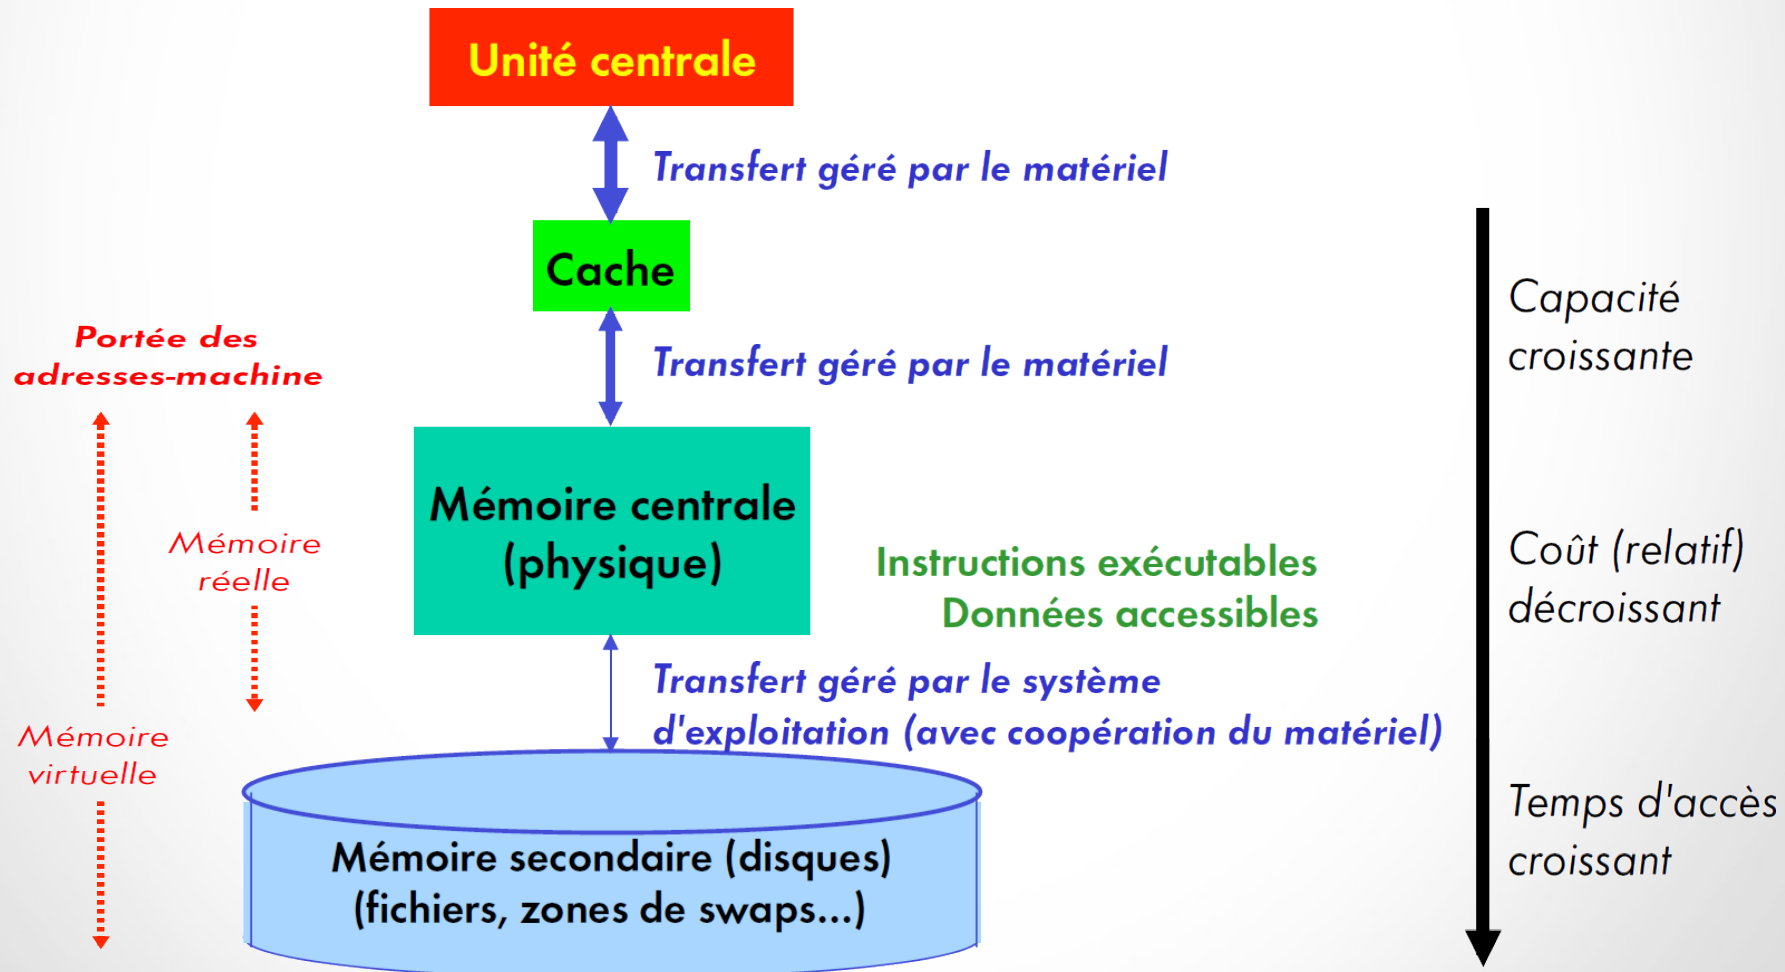 Unité centrale
Transfert géré par le matériel
Cache
Portée des
adresses-machine
Transfert géré par le matériel
Capacité
croissante
Mémoire
réelle
Mémoire centrale
(physique)
Instructions exécutables
Données accessibles
Coût (relatif)
décroissant
Transfert géré par le système
d'exploitation (avec coopération du matériel)
Mémoire
virtuelle
Temps d'accès
croissant
Mémoire secondaire (disques)
(fichiers, zones de swaps...)